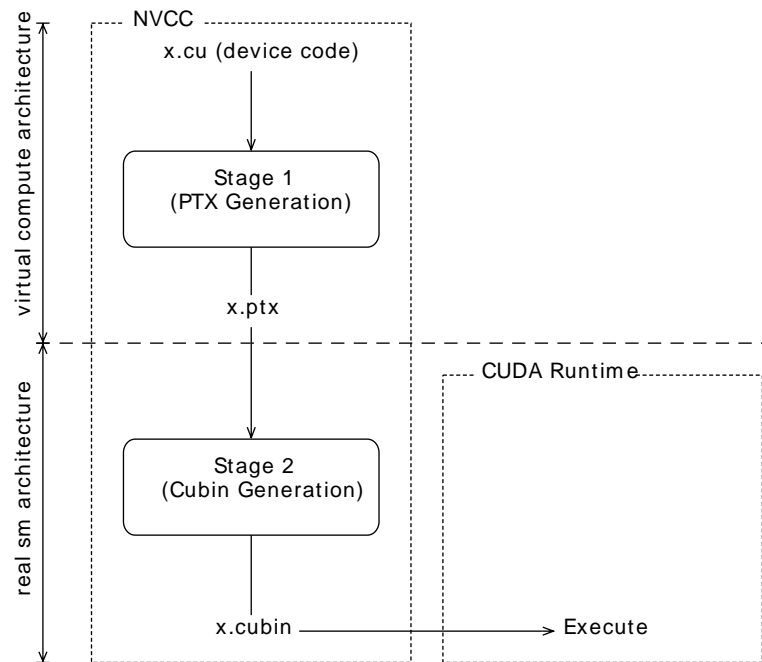 NVCC
x.cu (device code)
virtual compute architecture
Stage 1
(PTX Generation)
x.ptx
CUDA Runtime
real sm architecture
Stage 2
(Cubin Generation)
x.cubin
Execute